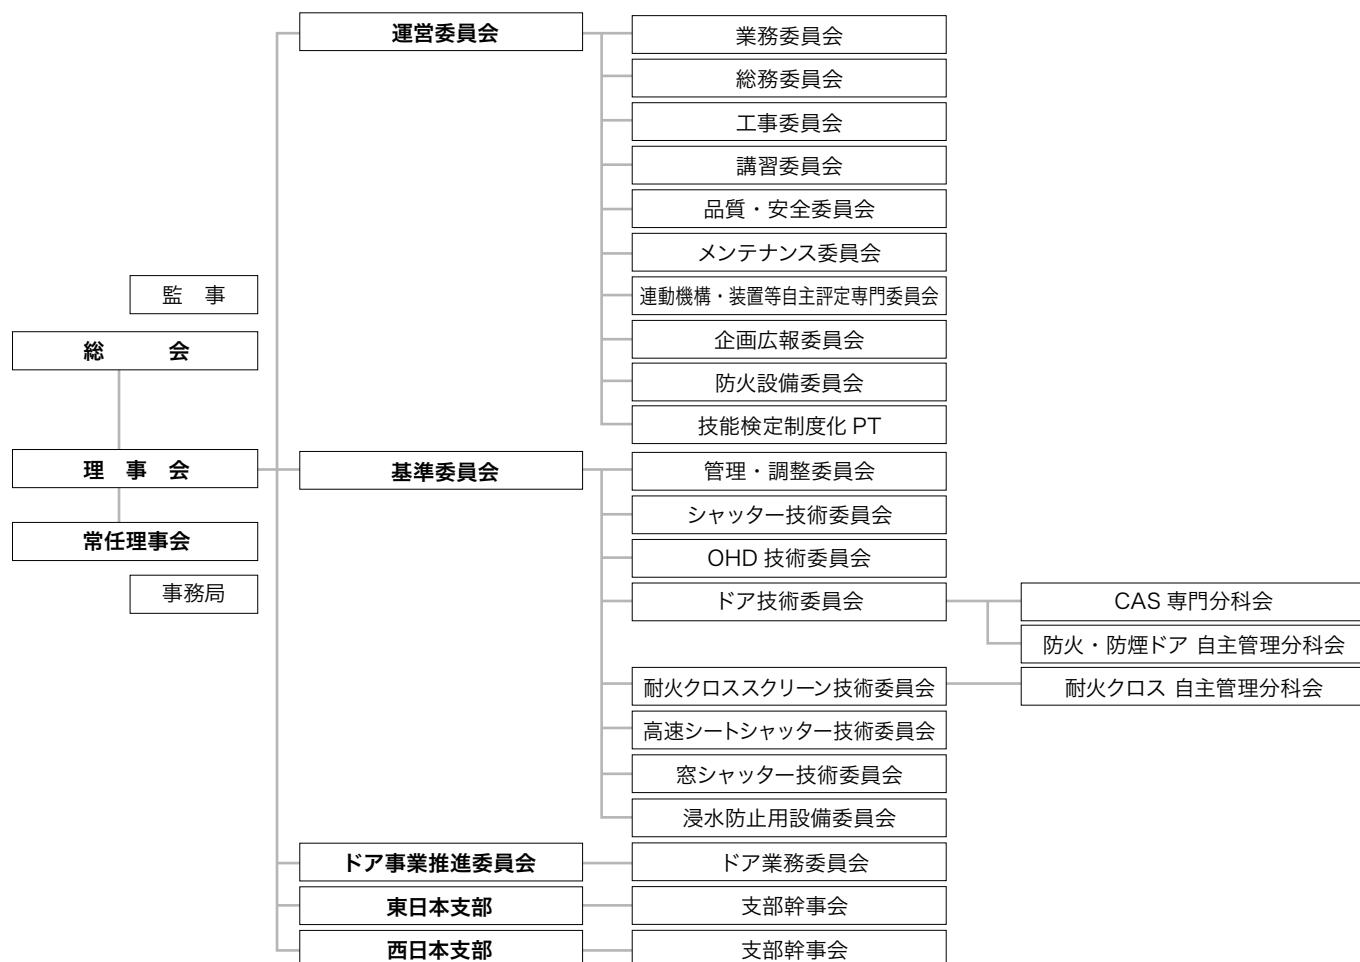 監　事
総　　　会
理　事　会
常任理事会
事務局
運営委員会
業務委員会
総務委員会
工事委員会
講習委員会
品質・安全委員会
メンテナンス委員会
連動機構・装置等自主評定専門委員会
企画広報委員会
防火設備委員会
技能検定制度化 PT
基準委員会
管理・調整委員会
シャッター技術委員会
OHD 技術委員会
ドア技術委員会
CAS 専門分科会
防火・防煙ドア 自主管理分科会
耐火クロススクリーン技術委員会
耐火クロス 自主管理分科会
高速シートシャッター技術委員会
窓シャッター技術委員会
浸水防止用設備委員会
ドア事業推進委員会
ドア業務委員会
東日本支部
支部幹事会
西日本支部
支部幹事会